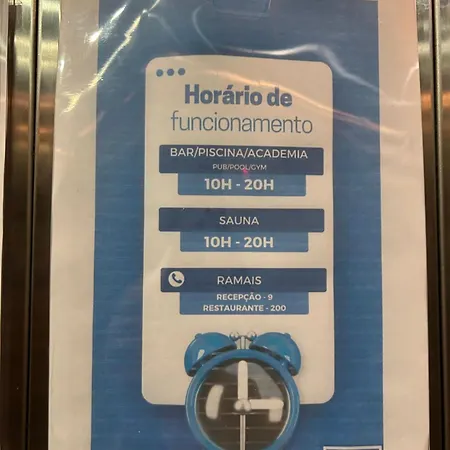 Horário de
funcionamento
BAR/PISCINA/ACADEMIA
PUB/POOL/GYM
10H - 20H
SAUNA
10H - 20H
RAMAIS
RECEPÇÃO - 9
RESTAURANTE - 200